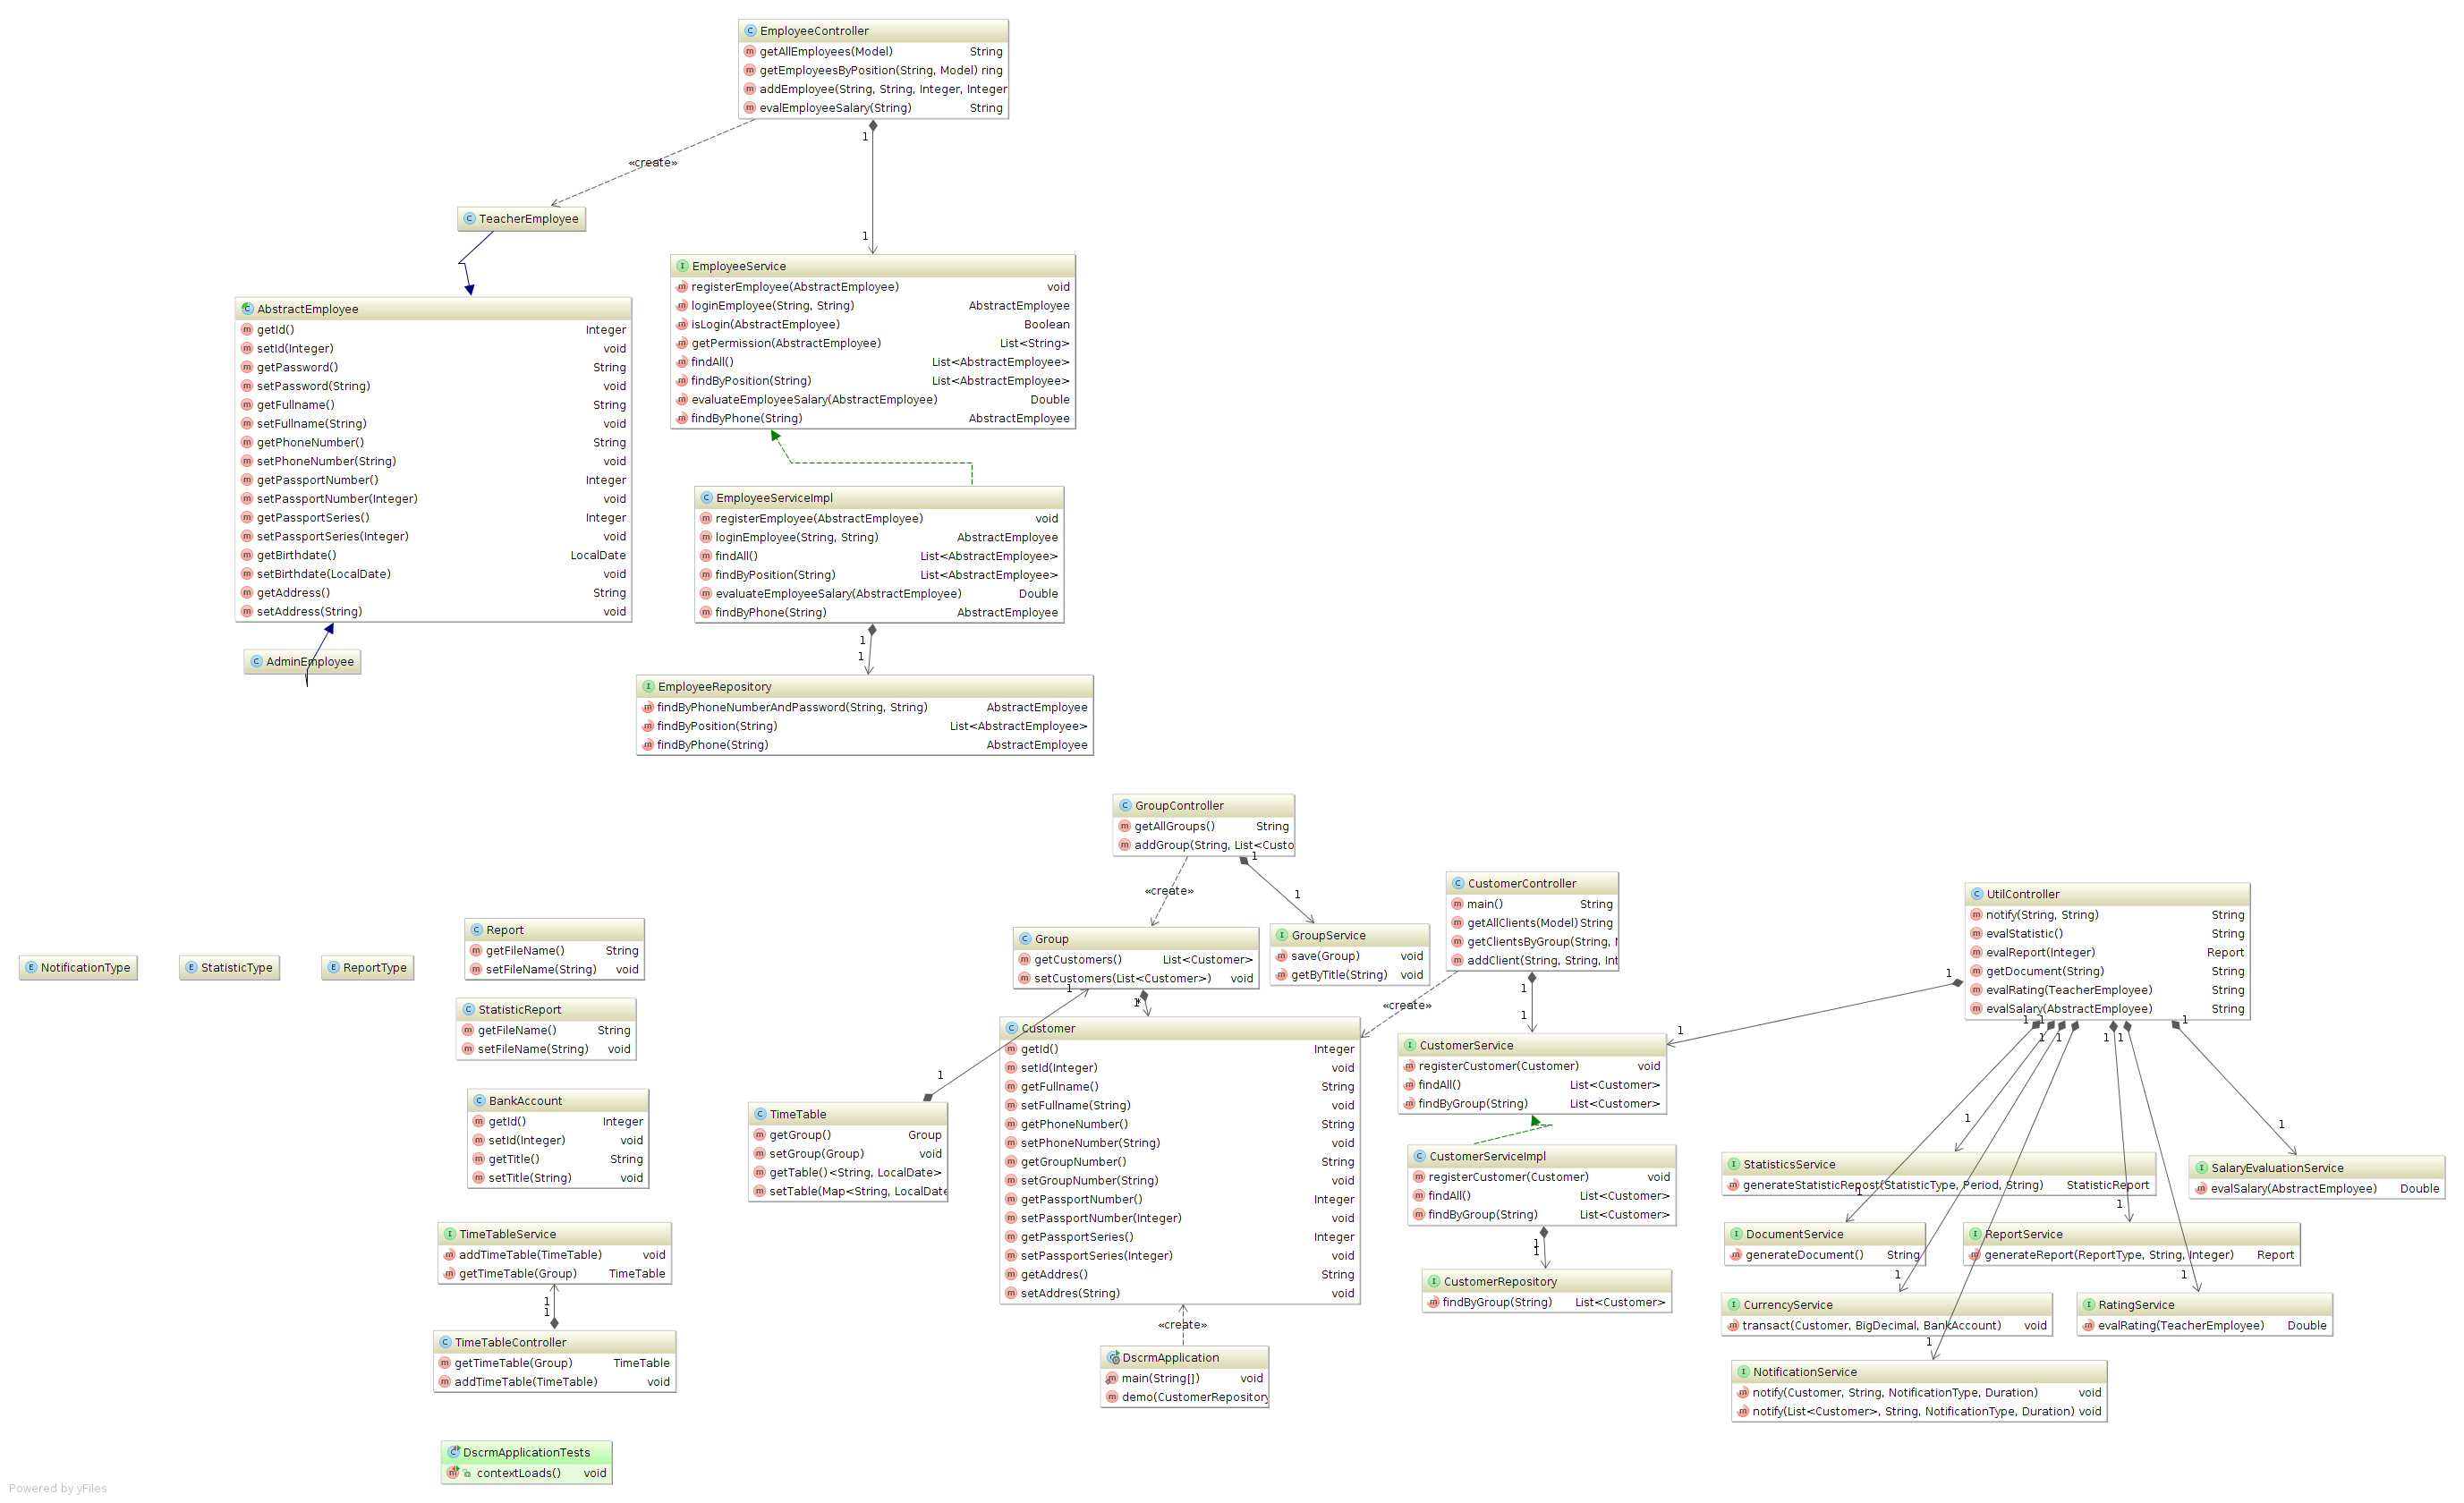 EmployeeController
getAllEmployees(Model) String
getEmployeesByPosition(String, Model) ring
addEmployee(String, String, Integer, Integer
evalEmployeeSalary(String) String
1
«create»
1
TeacherEmployee
EmployeeService
registerEmployee(AbstractEmployee) void
loginEmployee(String, String) AbstractEmployee
isLogin(AbstractEmployee) Boolean
getPermission(AbstractEmployee) List<String>
findAll() List<AbstractEmployee>
findByPosition(String) List<AbstractEmployee>
evaluateEmployeeSalary(AbstractEmployee) Double
findByPhone(String) AbstractEmployee
AbstractEmployee
getId() Integer
setId(Integer) void
getPassword() String
setPassword(String) void
getFullname() String
setFullname(String) void
getPhoneNumber() String
setPhoneNumber(String) void
getPassportNumber() Integer
setPassportNumber(Integer) void
getPassportSeries() Integer
setPassportSeries(Integer) void
getBirthdate() LocalDate
setBirthdate(LocalDate) void
getAddress() String
setAddress(String) void
AdminEmployee
EmployeeServiceImpl
registerEmployee(AbstractEmployee) void
loginEmployee(String, String) AbstractEmployee
findAll() List<AbstractEmployee>
findByPosition(String) List<AbstractEmployee>
evaluateEmployeeSalary(AbstractEmployee) Double
findByPhone(String) AbstractEmployee
1
1
EmployeeRepository
findByPhoneNumberAndPassword(String, String) AbstractEmployee
findByPosition(String) List<AbstractEmployee>
findByPhone(String) AbstractEmployee
GroupController
getAllGroups() String
addGroup(String, List<Custo
1
«create»
1
Group
getCustomers() List<Customer>
setCustomers(List<Customer>) void
1
1
GroupService
save(Group) void
getByTitle(String) void
CustomerController
main() String
getAllClients(Model) String
getClientsByGroup(String, M
addClient(String, String, Int
1
«create»
1
UtilController
notify(String, String) String
evalStatistic() String
evalReport(Integer) Report
getDocument(String) String
evalRating(TeacherEmployee) String
evalSalary(AbstractEmployee) String
1
1
1
1
1
1
1
1
1
1
NotificationType
StatisticType
ReportType
Report
getFileName() String
setFileName(String) void
StatisticReport
getFileName() String
setFileName(String) void
BankAccount
getId() Integer
setId(Integer) void
getTitle() String
setTitle(String) void
1
TimeTable
getGroup() Group
setGroup(Group) void
getTable()<String, LocalDate>
setTable(Map<String, LocalDate
Customer
getId() Integer
setId(Integer) void
getFullname() String
setFullname(String) void
getPhoneNumber() String
setPhoneNumber(String) void
getGroupNumber() String
setGroupNumber(String) void
getPassportNumber() Integer
setPassportNumber(Integer) void
getPassportSeries() Integer
setPassportSeries(Integer) void
getAddres() String
setAddres(String) void
CustomerService
registerCustomer(Customer) void
findAll() List<Customer>
findByGroup(String) List<Customer>
CustomerServiceImpl
registerCustomer(Customer) void
findAll() List<Customer>
findByGroup(String) List<Customer>
1
1
CustomerRepository
findByGroup(String) List<Customer>
1
1
StatisticsService
generateStatisticRepost(StatisticType, Period, String) StatisticReport
SalaryEvaluationService
evalSalary(AbstractEmployee) Double
1
1
DocumentService
generateDocument() String
ReportService
generateReport(ReportType, String, Integer) Report
1
1
CurrencyService
transact(Customer, BigDecimal, BankAccount) void
RatingService
evalRating(TeacherEmployee) Double
1
NotificationService
notify(Customer, String, NotificationType, Duration) void
notify(List<Customer>, String, NotificationType, Duration) void
TimeTableService
addTimeTable(TimeTable) void
getTimeTable(Group) TimeTable
1
1
TimeTableController
getTimeTable(Group) TimeTable
addTimeTable(TimeTable) void
«create»
DscrmApplication
main(String[]) void
demo(CustomerRepository
DscrmApplicationTests
contextLoads() void
Powered by yFiles